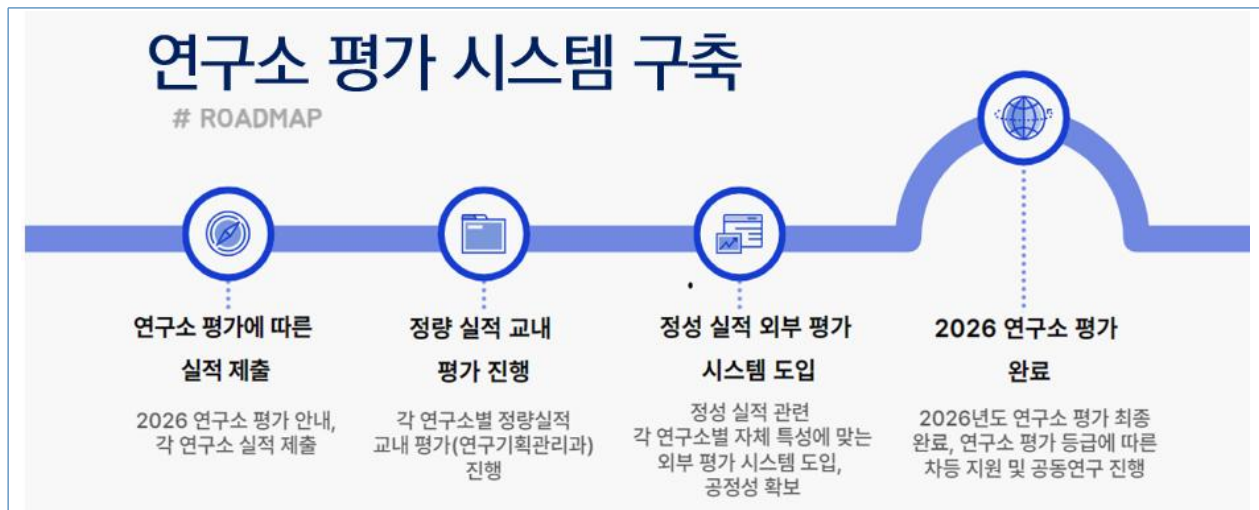 연구소 평가 시스템 구축
# ROADMAP
연구소 평가에 따른
실적 제출
2026 연구소 평가 안내,
각 연구소 실적 제출
정량 실적 교내
평가 진행
각 연구소별 정량실적
교내 평가(연구기획관리과)
진행
정성 실적 외부 평가
시스템 도입
정성 실적 관련
각 연구소별 자체 특성에 맞는
외부 평가 시스템 도입,
공정성 확보
2026 연구소 평가
완료
2026년도 연구소 평가 최종
완료, 연구소 평가 등급에 따른
차등 지원 및 공동연구 진행